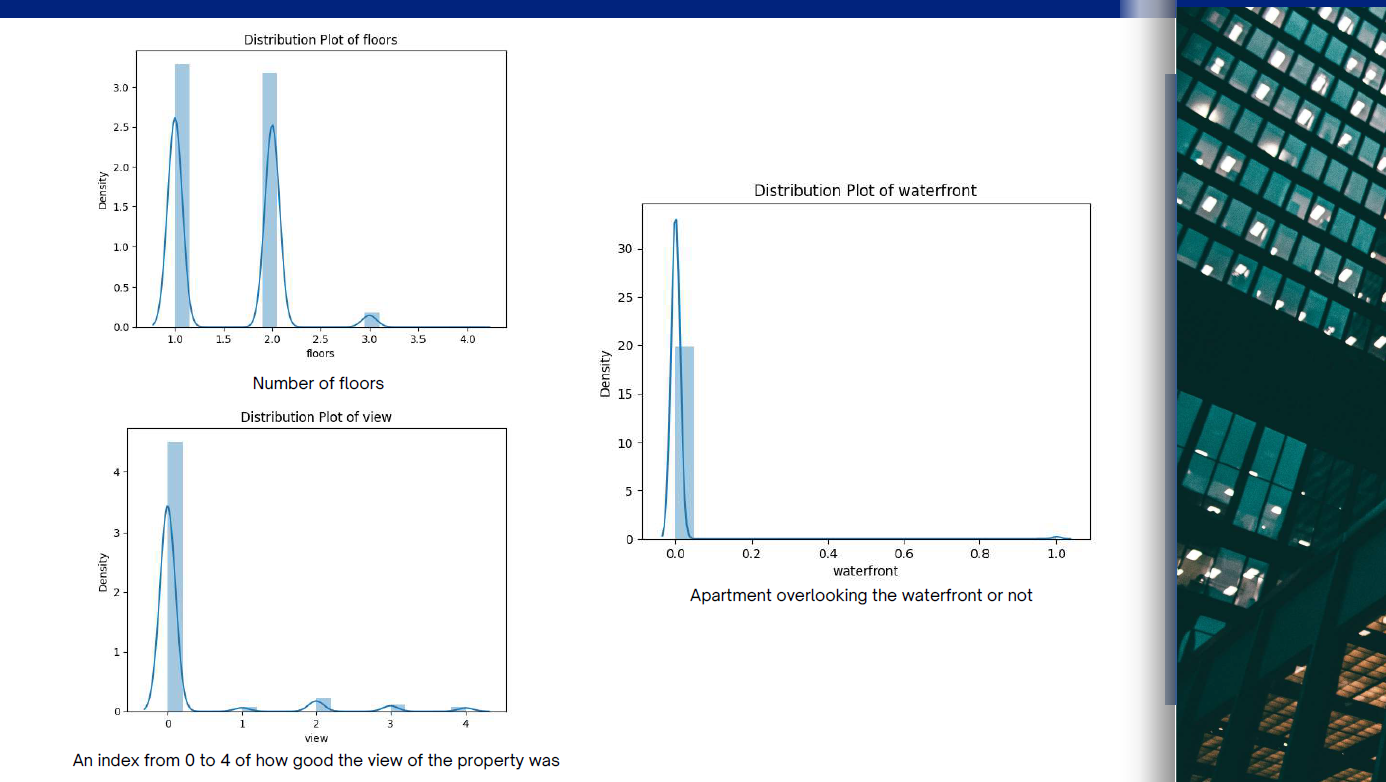 Distribution Plot of floors
Density
3.0
2.5
2.0
1.5
1.0
0.5
0.0
1.0 1.5 2.0 2.5 3.0 3.5 4.0
floors
Number of floors
Distribution Plot of view
Density
4
3
2
1
0
0 1 2 3 4
view
An index from 0 to 4 of how good the view of the property was
Distribution Plot of waterfront
Density
30
25
20
15
10
5
0
0.0 0.2 0.4 0.6 0.8 1.0
waterfront
Apartment overlooking the waterfront or not